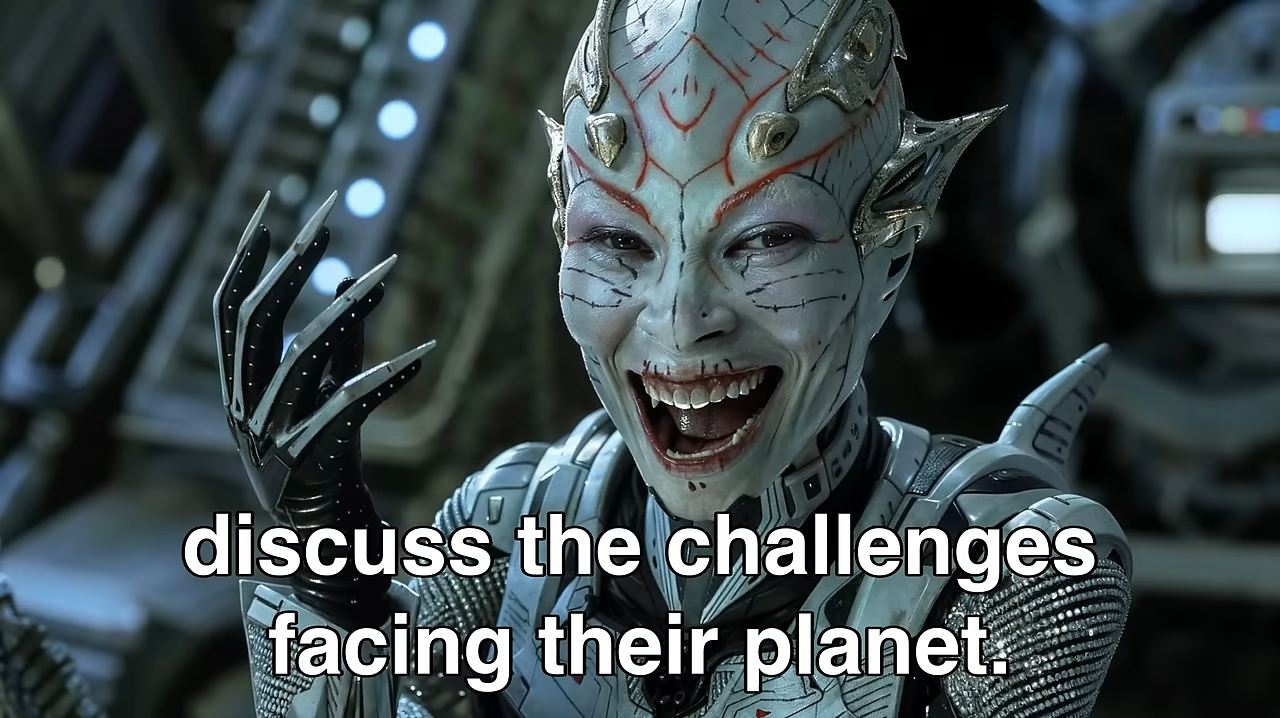 discuss the challenges
facing their planet.